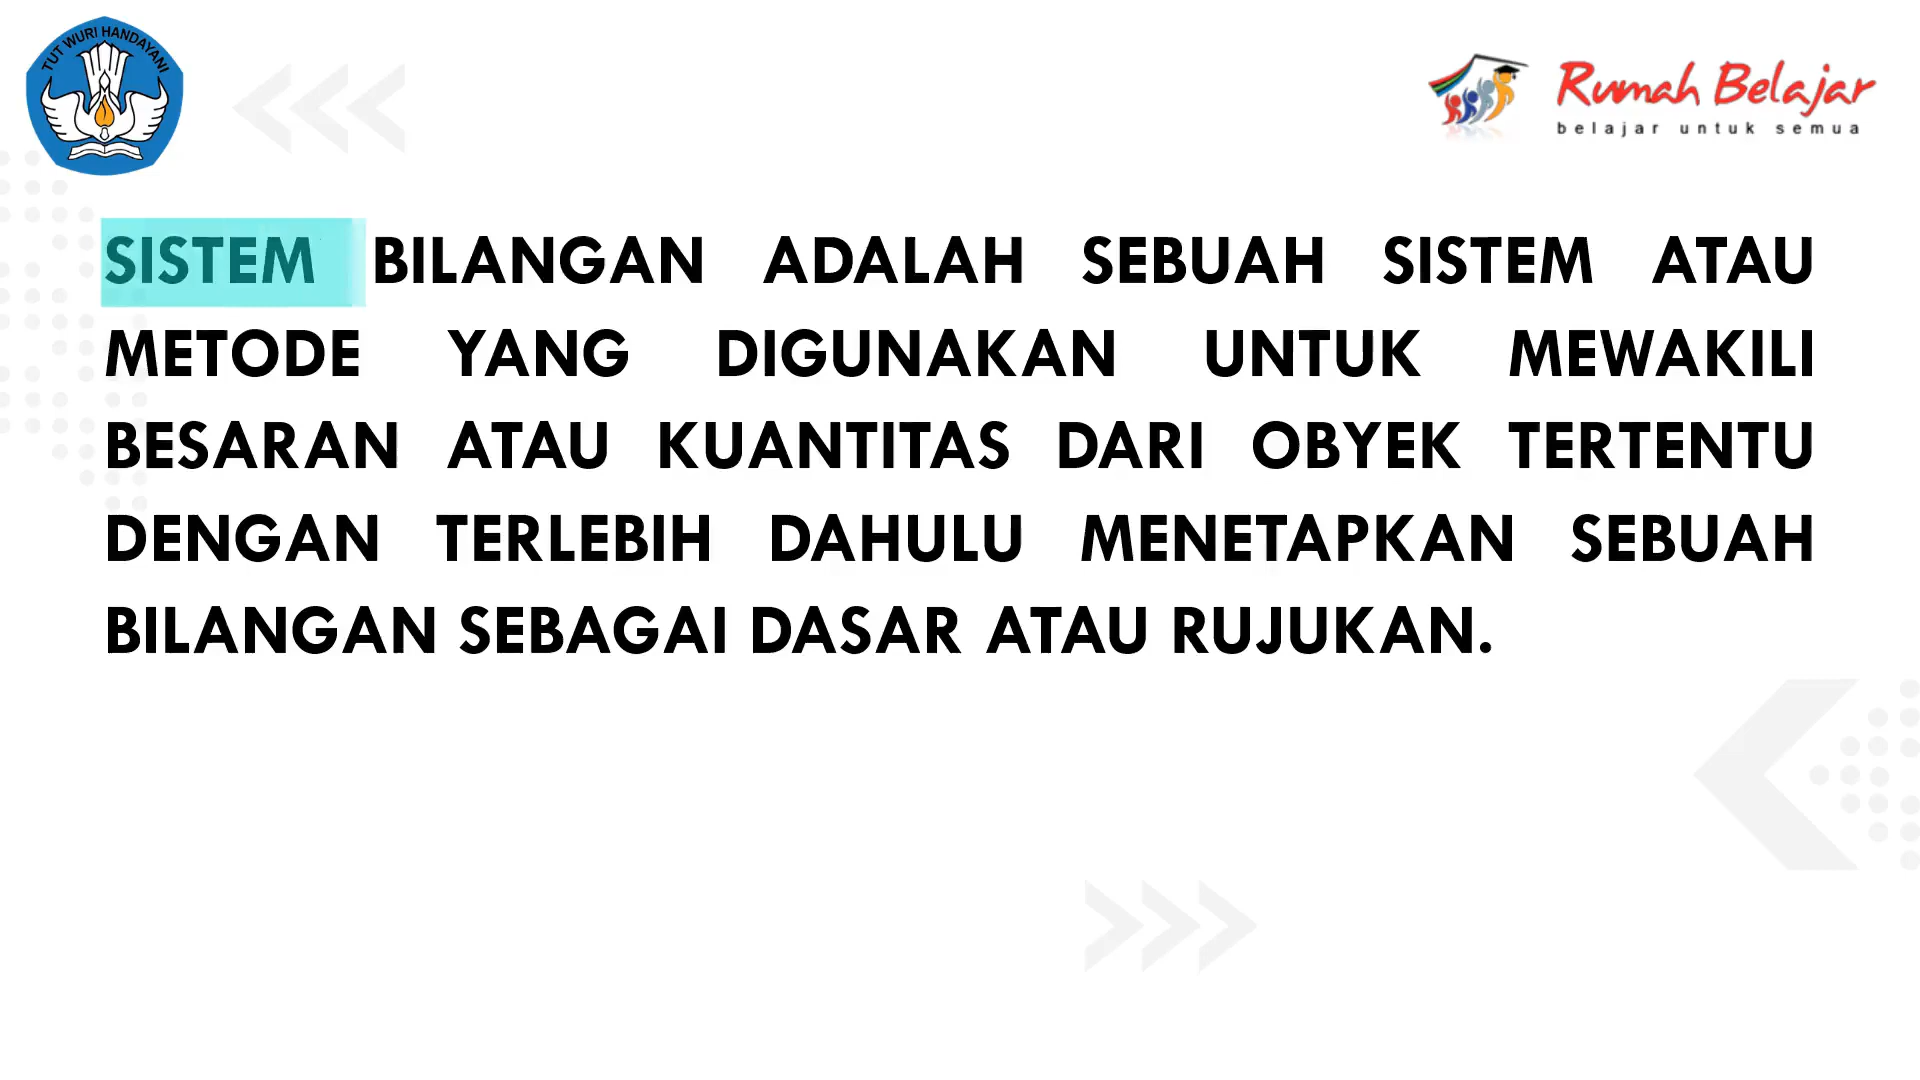 TUT WURI HANDAYANI
Rumah Belajar
belajar untuk semua
SISTEM BILANGAN ADALAH SEBUAH SISTEM ATAU
METODE YANG DIGUNAKAN UNTUK MEWAKILI
BESARAN ATAU KUANTITAS DARI OBYEK TERTENTU
DENGAN TERLEBIH DAHULU MENETAPKAN SEBUAH
BILANGAN SEBAGAI DASAR ATAU RUJUKAN.